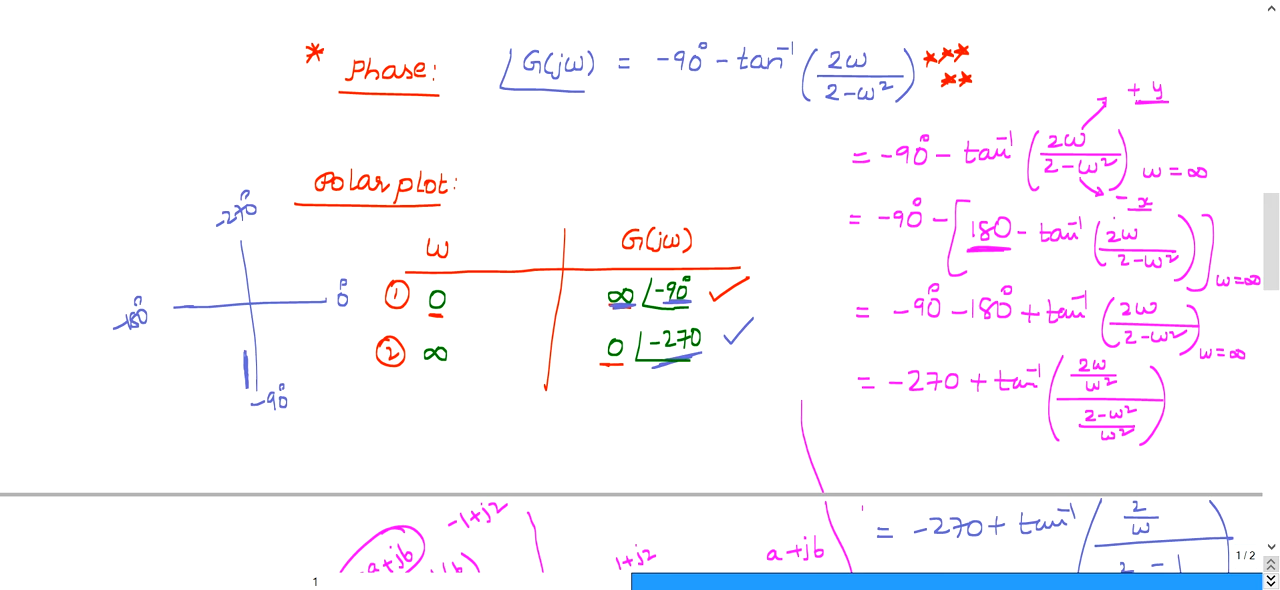 * Phase: ∠G(jω) = -90° - tan⁻¹(2ω/(2-ω²)) *****
+y
= -90° - tan⁻¹(2ω/(2-ω²)) ω=∞
-x
Polar plot:
= -90° - [180 - tan⁻¹(2ω/(2-ω²))] ω=∞
-270°
ω G(jω)
-180° 0° ① 0 ∞∠-90° ✓
= -90° - 180° + tan⁻¹(2ω/(2-ω²)) ω=∞
② ∞ 0∠-270 ✓
-90°
= -270 + tan⁻¹((2ω/ω²)/((2-ω²)/ω²))
-1+j2
a+jb
1+j2
a+jb
= -270 + tan⁻¹((2/ω)/(2 - 1
1 / 2
1